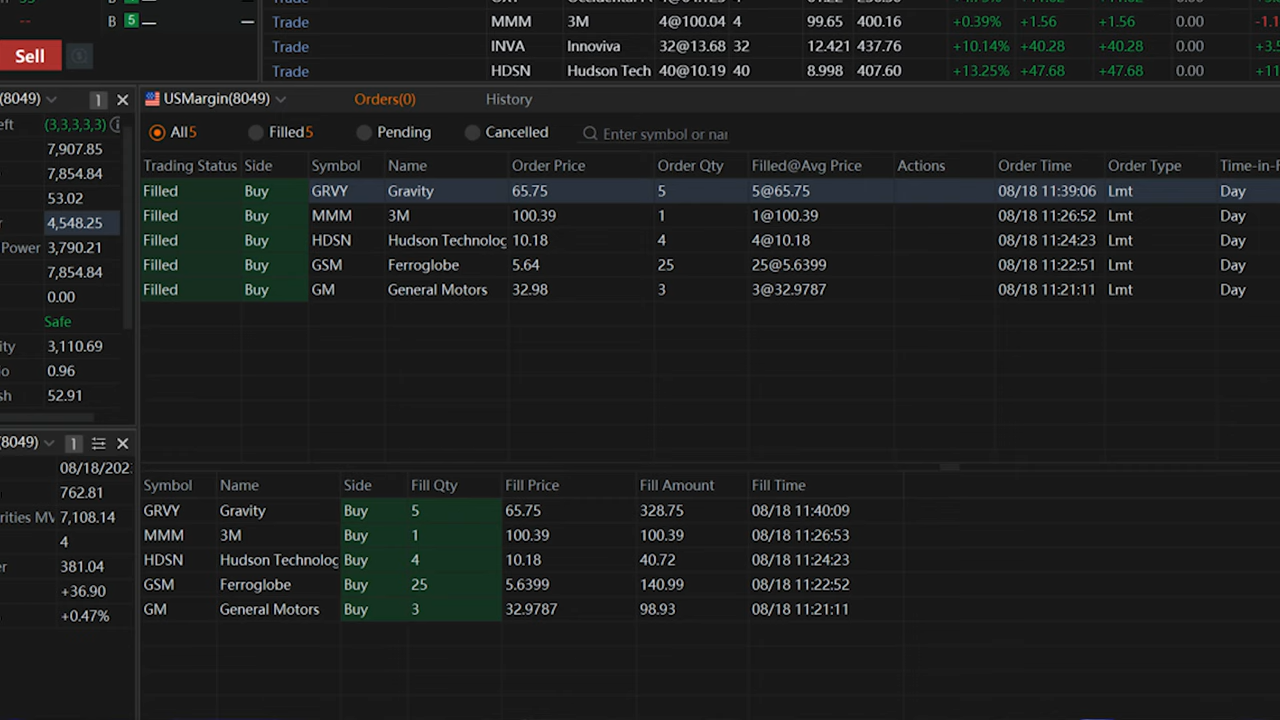 B 5 —
—
Sell
Trade MMM 3M 4@100.04 4 99.65 400.16 +0.39% +1.56 +1.56 0.00
Trade INVA Innoviva 32@13.68 32 12.421 437.76 +10.14% +40.28 +40.28 0.00
Trade HDSN Hudson Tech 40@10.19 40 8.998 407.60 +13.25% +47.68 +47.68 0.00
(8049) 1
(3,3,3,3,3)
7,907.85
7,854.84
53.02
4,548.25
Power 3,790.21
7,854.84
0.00
Safe
3,110.69
0.96
52.91
USMargin(8049) Orders(0) History
All5 Filled5 Pending Cancelled Enter symbol or nai
Trading Status Side Symbol Name Order Price Order Qty Filled@Avg Price Actions Order Time Order Type Time-in-F
Filled Buy GRVY Gravity 65.75 5 5@65.75 08/18 11:39:06 Lmt Day
Filled Buy MMM 3M 100.39 1 1@100.39 08/18 11:26:52 Lmt Day
Filled Buy HDSN Hudson Technolog 10.18 4 4@10.18 08/18 11:24:23 Lmt Day
Filled Buy GSM Ferroglobe 5.64 25 25@5.6399 08/18 11:22:51 Lmt Day
Filled Buy GM General Motors 32.98 3 3@32.9787 08/18 11:21:11 Lmt Day
(8049) 1
08/18/202
762.81
7,108.14
4
381.04
+36.90
+0.47%
Symbol Name Side Fill Qty Fill Price Fill Amount Fill Time
GRVY Gravity Buy 5 65.75 328.75 08/18 11:40:09
MMM 3M Buy 1 100.39 100.39 08/18 11:26:53
HDSN Hudson Technolog Buy 4 10.18 40.72 08/18 11:24:23
GSM Ferroglobe Buy 25 5.6399 140.99 08/18 11:22:52
GM General Motors Buy 3 32.9787 98.93 08/18 11:21:11